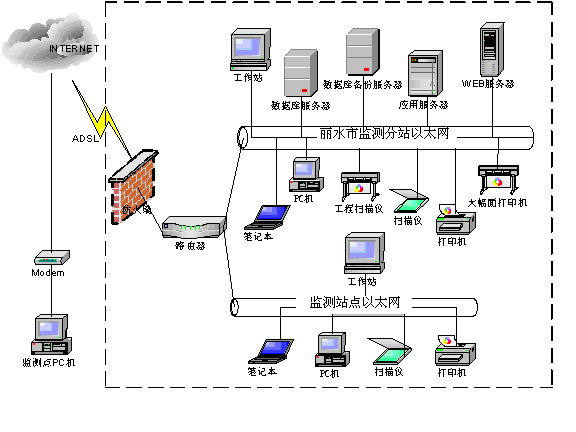 INTERNET
工作站
数据库服务器
数据库备份服务器
应用服务器
WEB服务器
ADSL
丽水市监测分站以太网
防火墙
路由器
笔记本
PC机
工程扫描仪
扫描仪
打印机
大幅面打印机
工作站
Modem
监测站点以太网
监测点PC机
笔记本
PC机
扫描仪
打印机